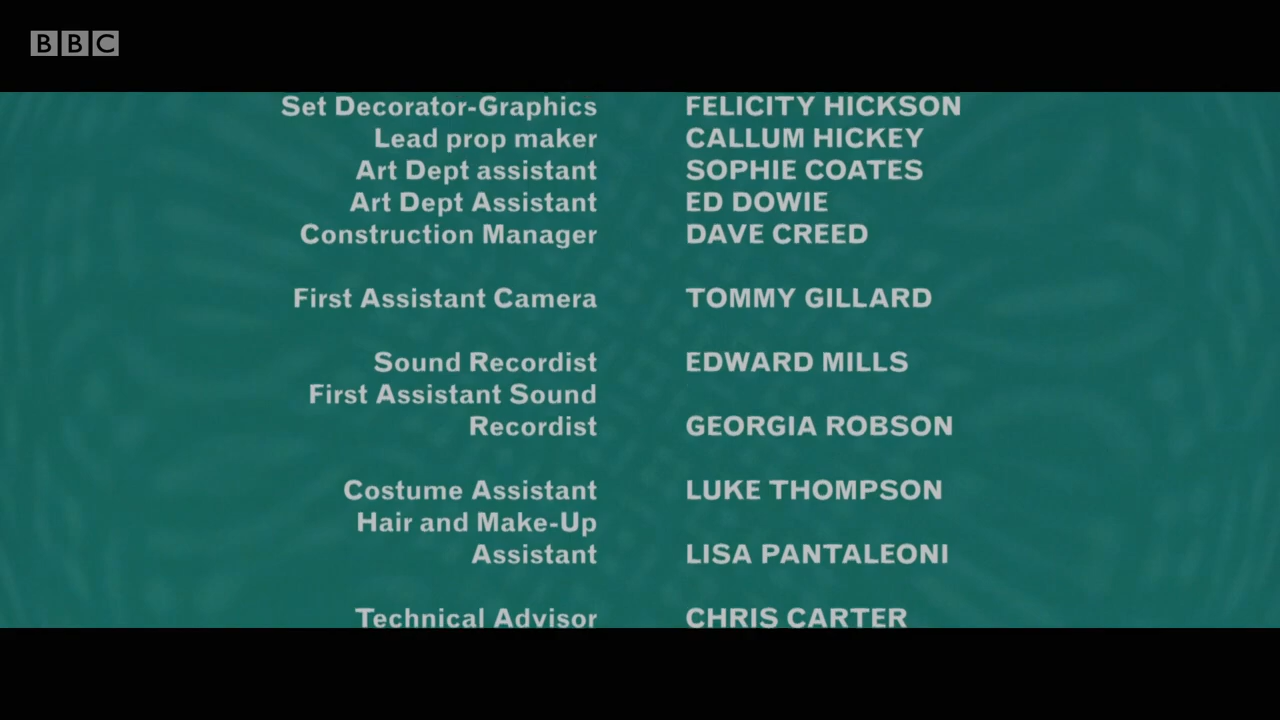 BBC
Set Decorator-Graphics FELICITY HICKSON
Lead prop maker CALLUM HICKEY
Art Dept assistant SOPHIE COATES
Art Dept Assistant ED DOWIE
Construction Manager DAVE CREED
First Assistant Camera TOMMY GILLARD
Sound Recordist EDWARD MILLS
First Assistant Sound
Recordist GEORGIA ROBSON
Costume Assistant LUKE THOMPSON
Hair and Make-Up
Assistant LISA PANTALEONI
Technical Advisor CHRIS CARTER